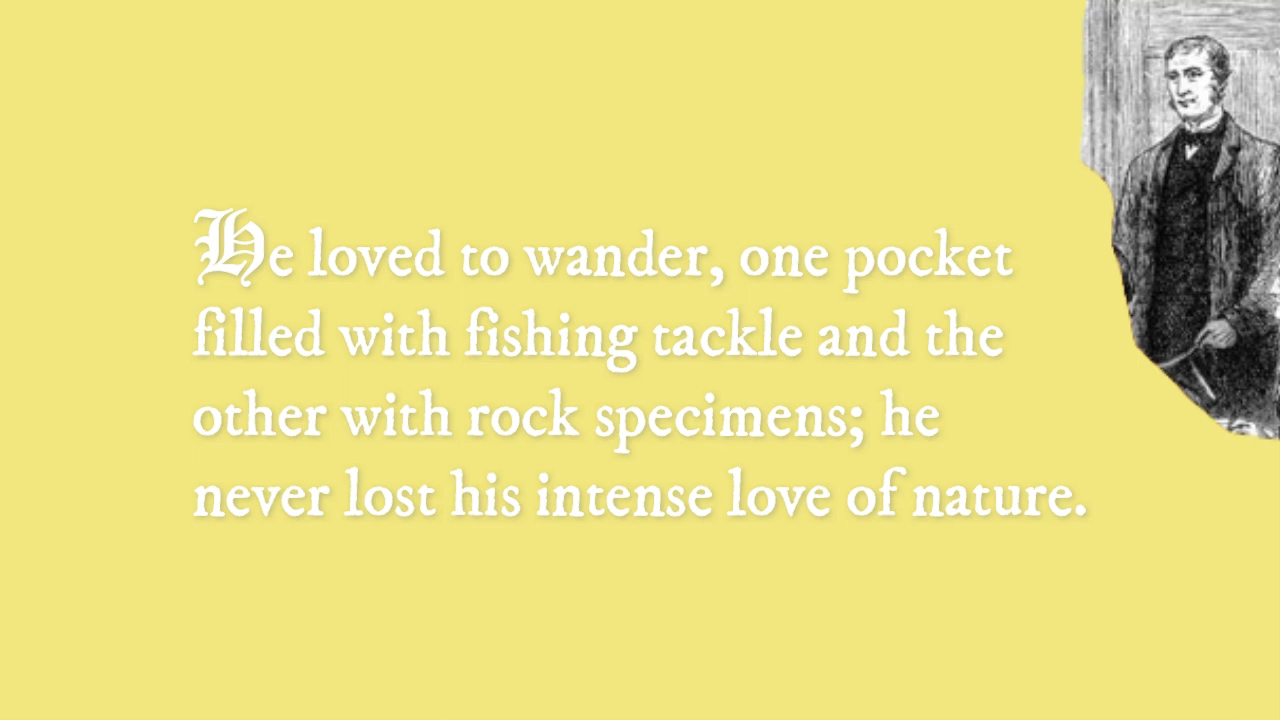 He loved to wander, one pocket
filled with fishing tackle and the
other with rock specimens; he
never lost his intense love of nature.